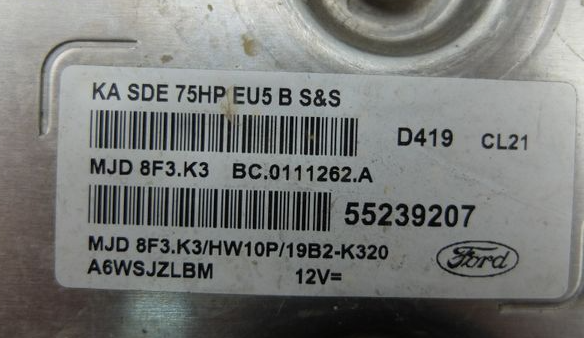 KA SDE 75HP EU5 B S&S
D419 CL21
MJD 8F3.K3 BC.0111262.A
55239207
MJD 8F3.K3/HW10P/19B2-K320
A6WSJZLBM 12V=
Ford